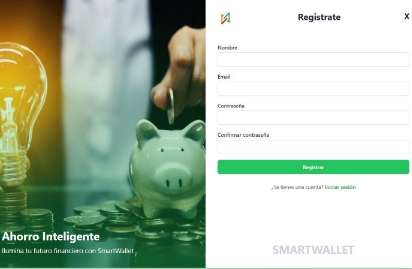 Registrate
X
Nombre
Email
Contraseña
Confirmar contraseña
Registrar
¿Ya tienes una cuenta? Iniciar sesión
SMARTWALLET
Ahorro Inteligente
Ilumina tu futuro financiero con SmartWallet